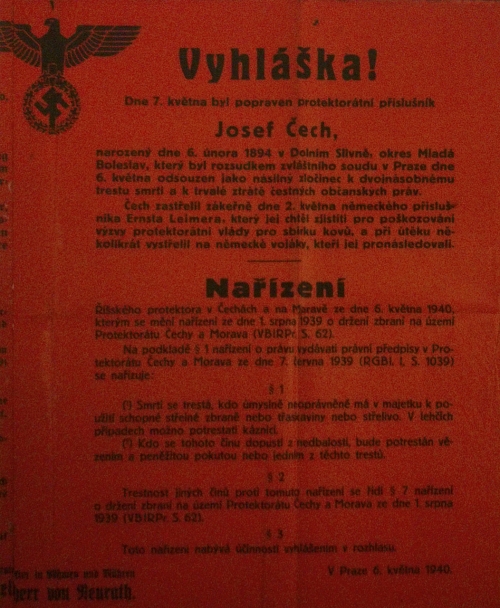 Vyhláška!
Dne 7. května byl popraven protektorátní příslušník
Josef Čech,
narozený dne 6. února 1894 v Dolním Slivně, okres Mladá
Boleslav, který byl rozsudkem zvláštního soudu v Praze dne
6. května odsouzen jako násilný zločinec k dvojnásobnému
trestu smrti a k trvalé ztrátě čestných občanských práv.
Čech zastřelil zákeřně dne 2. května německého přísluš-
níka Ernsta Leimera, který jej chtěl zjistiti pro poškozování
výzvy protektorátní vlády pro sbírku kovů, a při útěku ně-
kolikrát vystřelil na německé vojáky, kteří jej pronásledovali.
Nařízení
Říšského protektora v Čechách a na Moravě ze dne 6. května 1940,
kterým se mění nařízení ze dne 1. srpna 1939 o držení zbraní na území
Protektorátu Čechy a Morava (VBlRPr. S. 62).
Na podkladě § 1 nařízení o právu vydávati právní předpisy v Pro-
tektorátu Čechy a Morava ze dne 7. června 1939 (RGBl. I. S. 1039)
se nařizuje:
§ 1
(¹) Smrtí se trestá, kdo úmyslně neoprávněně má v majetku k po-
užití schopné střelné zbraně nebo třaskaviny nebo střelivo. V lehčích
případech možno potrestati káznicí.
(²) Kdo se tohoto činu dopustí z nedbalosti, bude potrestán vě-
zením a peněžitou pokutou nebo jedním z těchto trestů.
§ 2
Trestnost jiných činů proti tomuto nařízení se řídí § 7 nařízení
o držení zbraní na území Protektorátu Čechy a Morava ze dne 1. srpna
1939 (VBlRPr. S. 62).
§ 3
Toto nařízení nabývá účinnosti vyhlášením v rozhlasu.
V Praze 6. května 1940.
in Böhmen und Mähren
von Neurath.